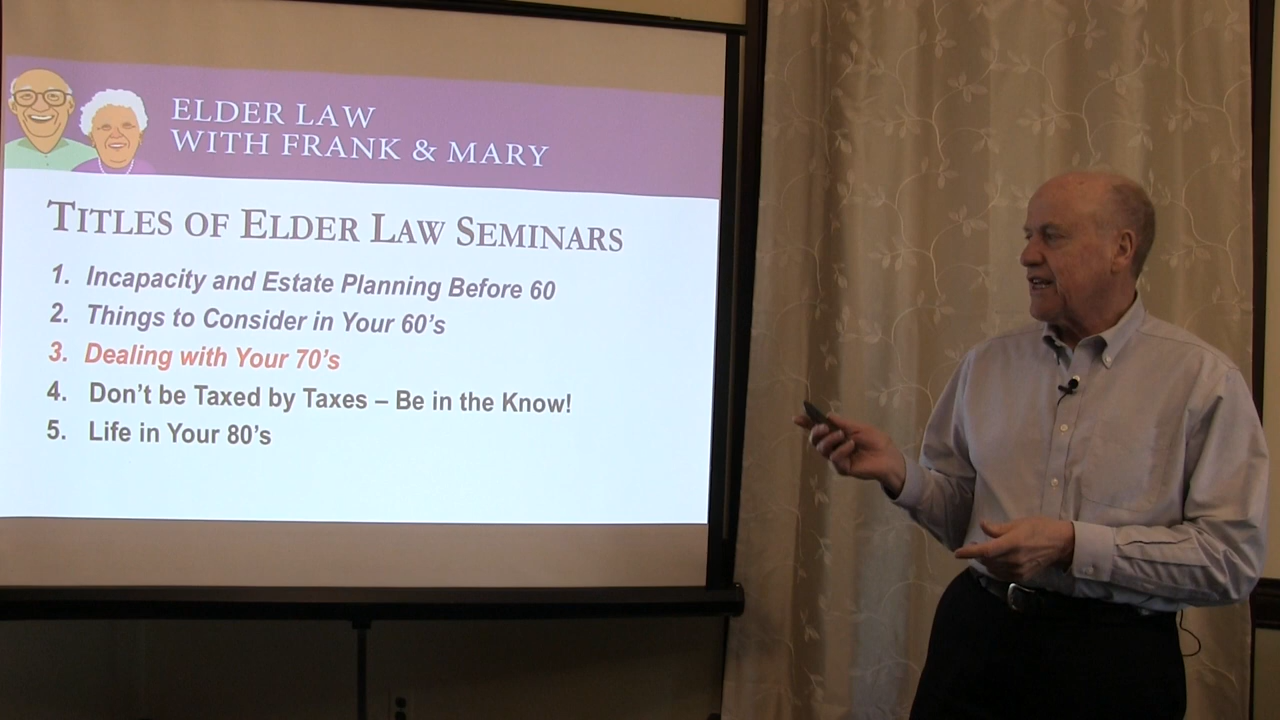 ELDER LAW
WITH FRANK & MARY
TITLES OF ELDER LAW SEMINARS
1. Incapacity and Estate Planning Before 60
2. Things to Consider in Your 60's
3. Dealing with Your 70's
4. Don't be Taxed by Taxes – Be in the Know!
5. Life in Your 80's